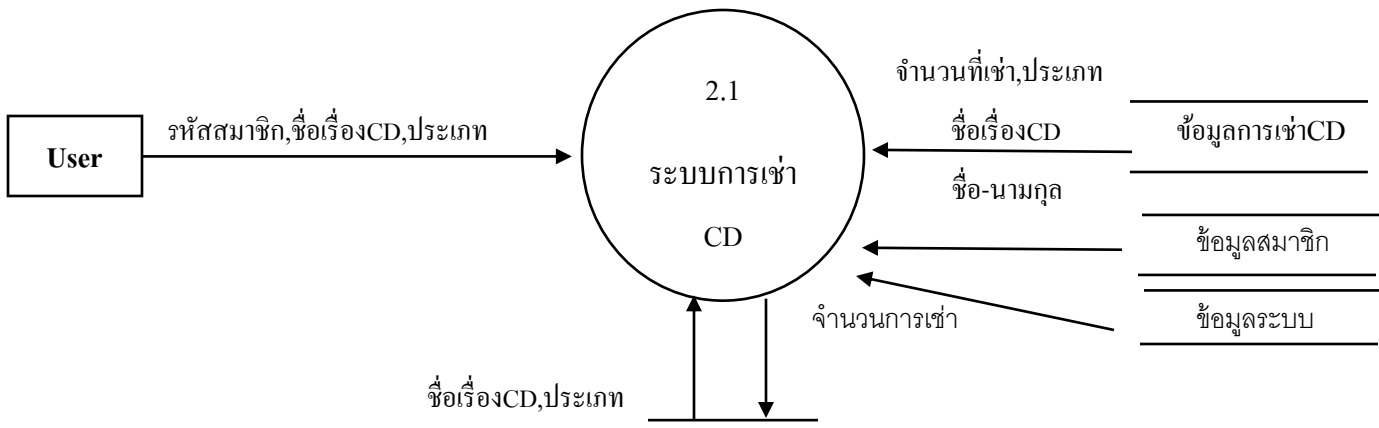 2.1
ระบบการเช่า
CD
User
รหัสสมาชิก,ชื่อเรื่องCD,ประเภท
จำนวนที่เช่า,ประเภท
ชื่อเรื่องCD
ข้อมูลการเช่าCD
ชื่อ-นามกุล
ข้อมูลสมาชิก
จำนวนการเช่า
ข้อมูลระบบ
ชื่อเรื่องCD,ประเภท